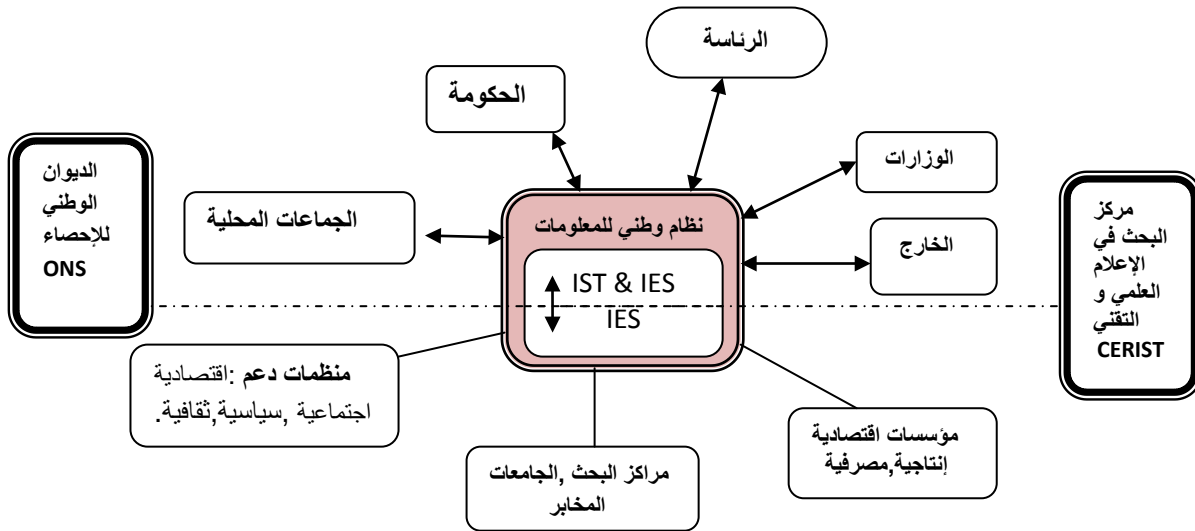 الرئاسة
الحكومة
الوزارات
الديوان
الوطني
للإحصاء
ONS
الجماعات المحلية
نظام وطني للمعلومات
الخارج
مركز
البحث في
الإعلام
العلمي و
التقني
CERIST
IST & IES
IES
منظمات دعم :اقتصادية
اجتماعية ,سياسية,ثقافية.
مؤسسات اقتصادية
إنتاجية,مصرفية
مراكز البحث ,الجامعات
المخابر